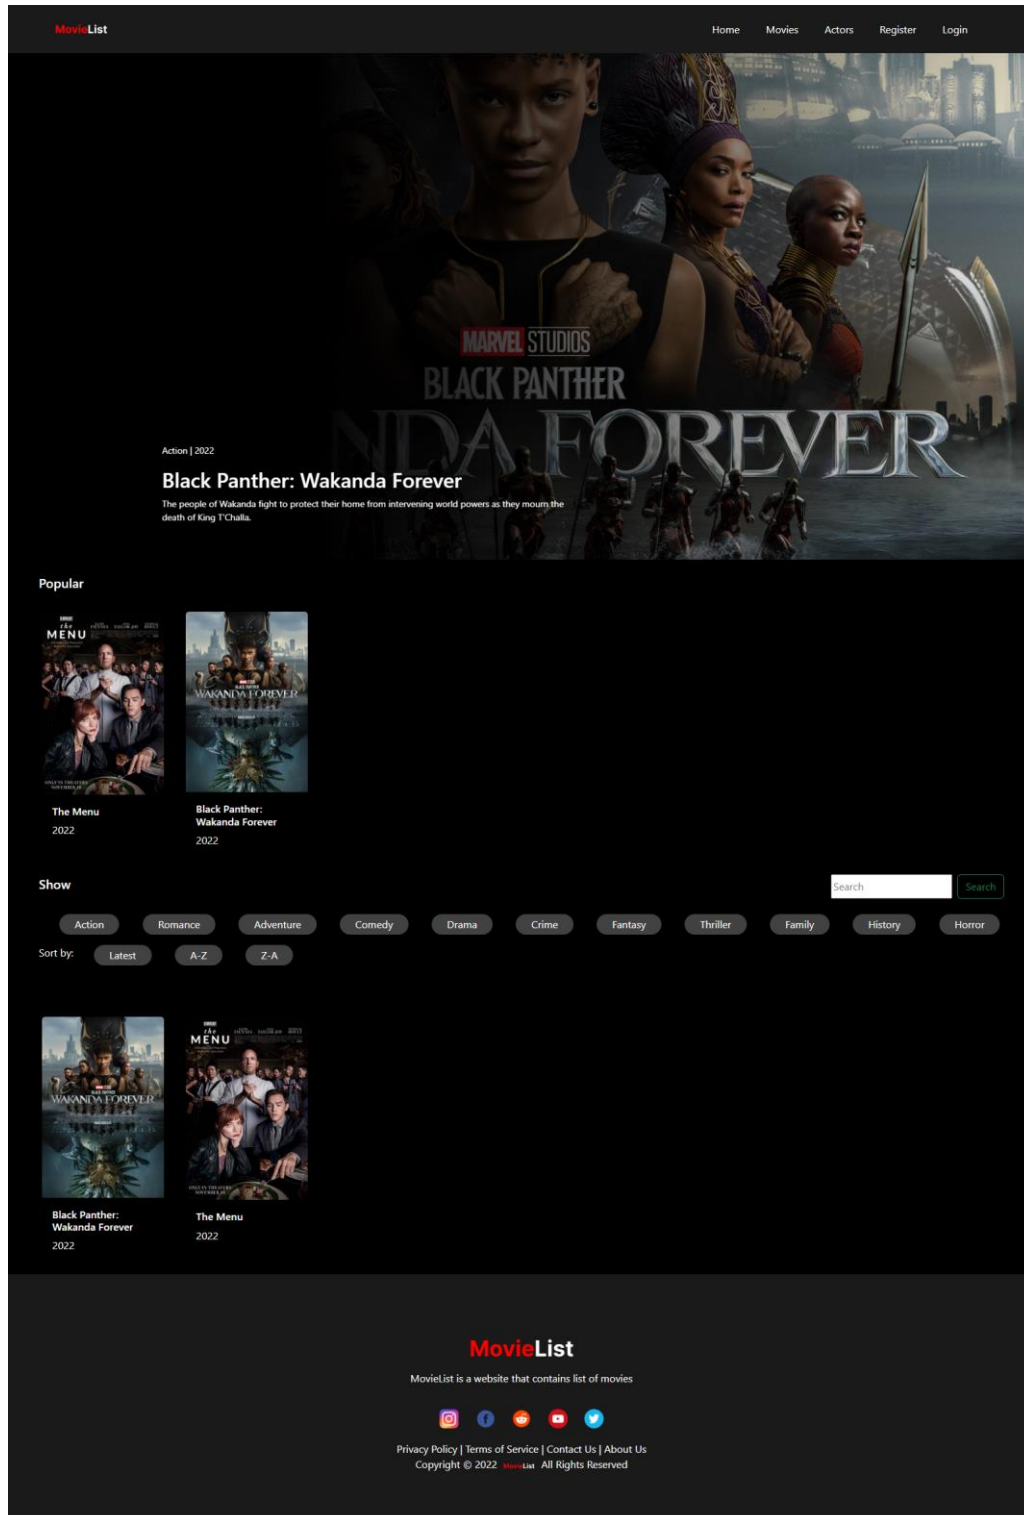 MovieList
Home Movies Actors Register Login
MARVEL STUDIOS
BLACK PANTHER
NDA FOREVER
Action | 2022
Black Panther: Wakanda Forever
The people of Wakanda fight to protect their home from intervening world powers as they mourn the
death of King T'Challa.
Popular
the
MENU
WAKANDA FOREVER
The Menu
2022
Black Panther:
Wakanda Forever
2022
Show
Search
Search
Action Romance Adventure Comedy Drama Crime Fantasy Thriller Family History Horror
Sort by: Latest A-Z Z-A
WAKANDA FOREVER
the
MENU
Black Panther:
Wakanda Forever
2022
The Menu
2022
MovieList
MovieList is a website that contains list of movies
Privacy Policy | Terms of Service | Contact Us | About Us
Copyright © 2022 MovieList All Rights Reserved